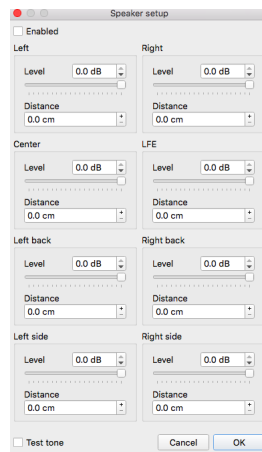 Speaker setup
Enabled
Left Right
Level 0.0 dB Level 0.0 dB
Distance Distance
0.0 cm 0.0 cm
Center LFE
Level 0.0 dB Level 0.0 dB
Distance Distance
0.0 cm 0.0 cm
Left back Right back
Level 0.0 dB Level 0.0 dB
Distance Distance
0.0 cm 0.0 cm
Left side Right side
Level 0.0 dB Level 0.0 dB
Distance Distance
0.0 cm 0.0 cm
Test tone Cancel OK